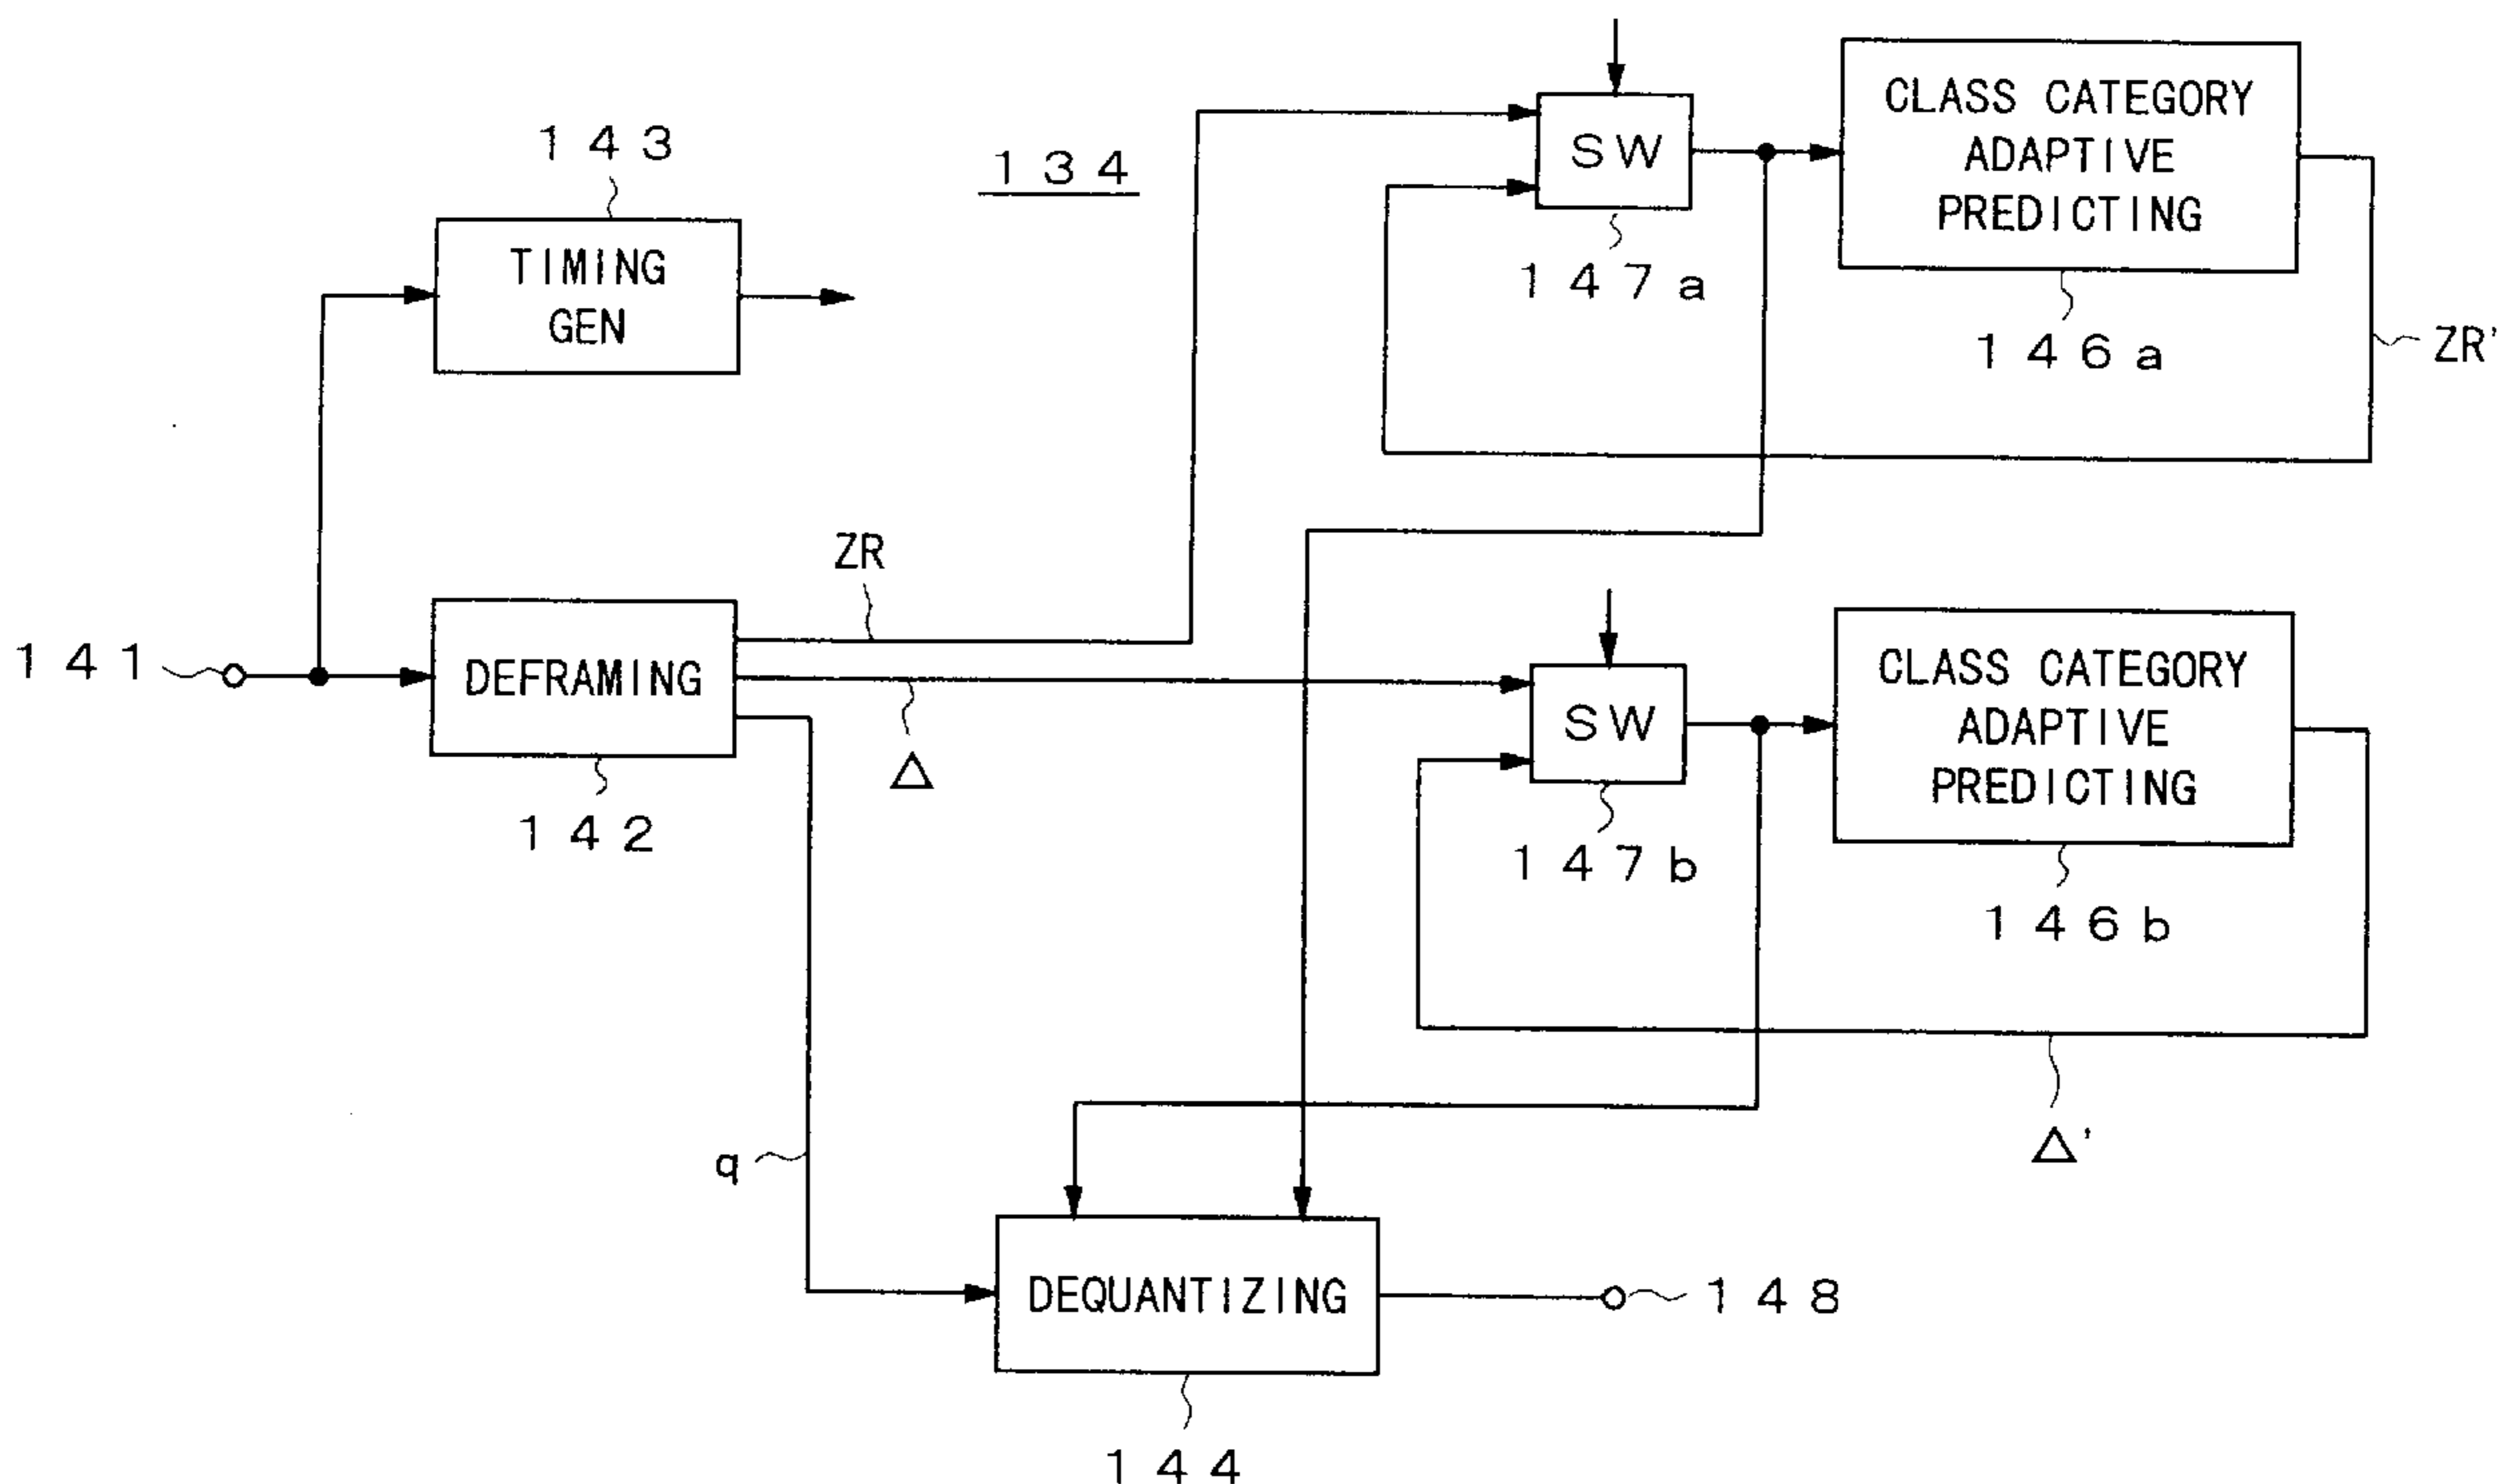 143
134
TIMING
GEN
SW
147a
CLASS CATEGORY
ADAPTIVE
PREDICTING
146a
ZR'
ZR
141
DEFRAMING
142
Δ
SW
147b
CLASS CATEGORY
ADAPTIVE
PREDICTING
146b
Δ'
q
DEQUANTIZING
148
144